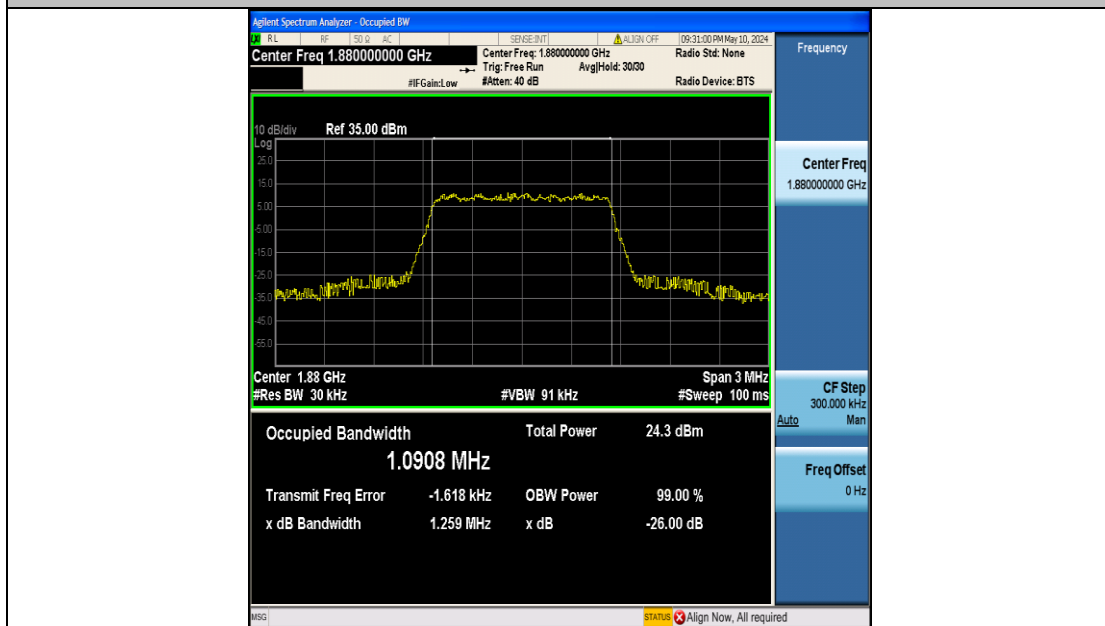 Agilent Spectrum Analyzer - Occupied BW
LXI RL RF 50 Ω AC SENSE:INT ALIGN OFF 09:31:00 PM May 10, 2024
Center Freq 1.880000000 GHz
Center Freq: 1.880000000 GHz Radio Std: None
Trig: Free Run Avg|Hold: 30/30
#IFGain:Low #Atten: 40 dB Radio Device: BTS
Frequency
10 dB/div Ref 35.00 dBm
Log
25.0
15.0
5.00
-5.00
-15.0
-25.0
-35.0
-45.0
-55.0
Center 1.88 GHz Span 3 MHz
#Res BW 30 kHz #VBW 91 kHz #Sweep 100 ms
Occupied Bandwidth Total Power 24.3 dBm
1.0908 MHz
Transmit Freq Error -1.618 kHz OBW Power 99.00 %
x dB Bandwidth 1.259 MHz x dB -26.00 dB
Center Freq
1.880000000 GHz
CF Step
300.000 kHz
Auto Man
Freq Offset
0 Hz
MSG STATUS Align Now, All required